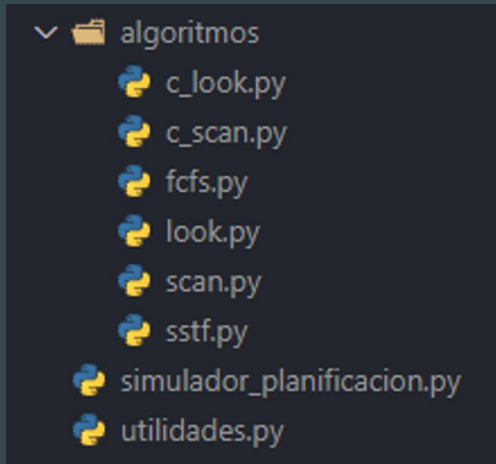 algoritmos
c_look.py
c_scan.py
fcfs.py
look.py
scan.py
sstf.py
simulador_planificacion.py
utilidades.py